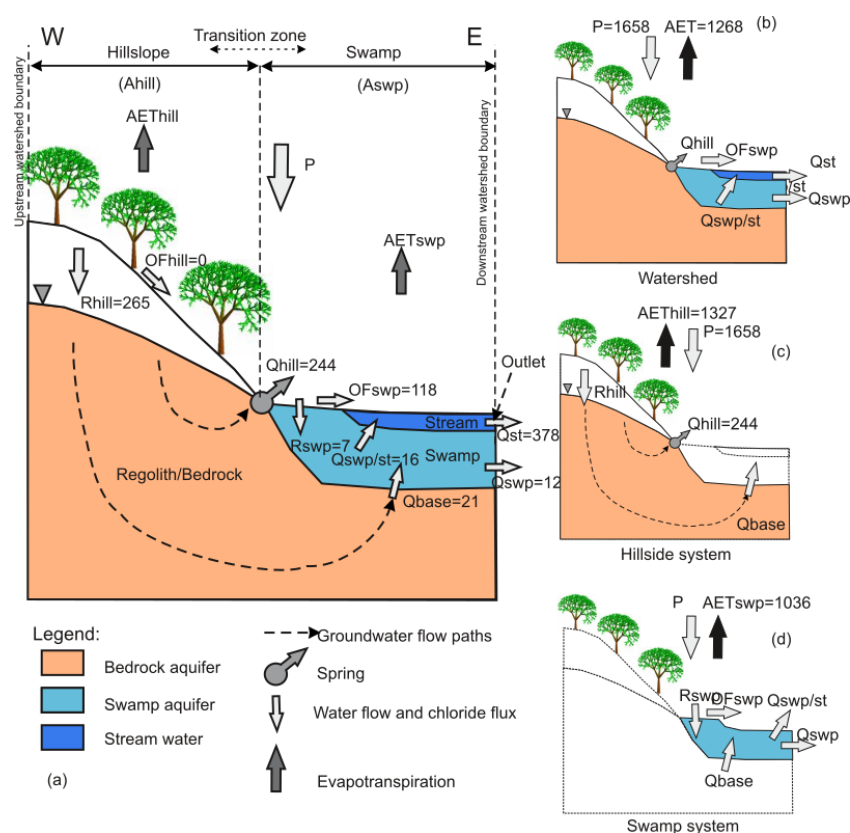 W
Transition zone
E
Hillslope
Swamp
(Ahill)
(Aswp)
Upstream watershed boundary
AEThill
P
Downstream watershed boundary
AETswp
OFhill=0
Rhill=265
Qhill=244
Outlet
OFswp=118
Stream
Rswp=7
Qst=378
Qswp/st=16
Swamp
Regolith/Bedrock
Qswp=12
Qbase=21
Legend:
Bedrock aquifer
Swamp aquifer
Stream water
Groundwater flow paths
Spring
Water flow and chloride flux
Evapotranspiration
(a)
P=1658
AET=1268
(b)
Qhill
OFswp
Qst
/st
Qswp
Qswp/st
Watershed
AEThill=1327
P=1658
(c)
Rhill
Qhill=244
Qbase
Hillside system
P
AETswp=1036
(d)
Rswp
OFswp
Qswp/st
Qswp
Qbase
Swamp system